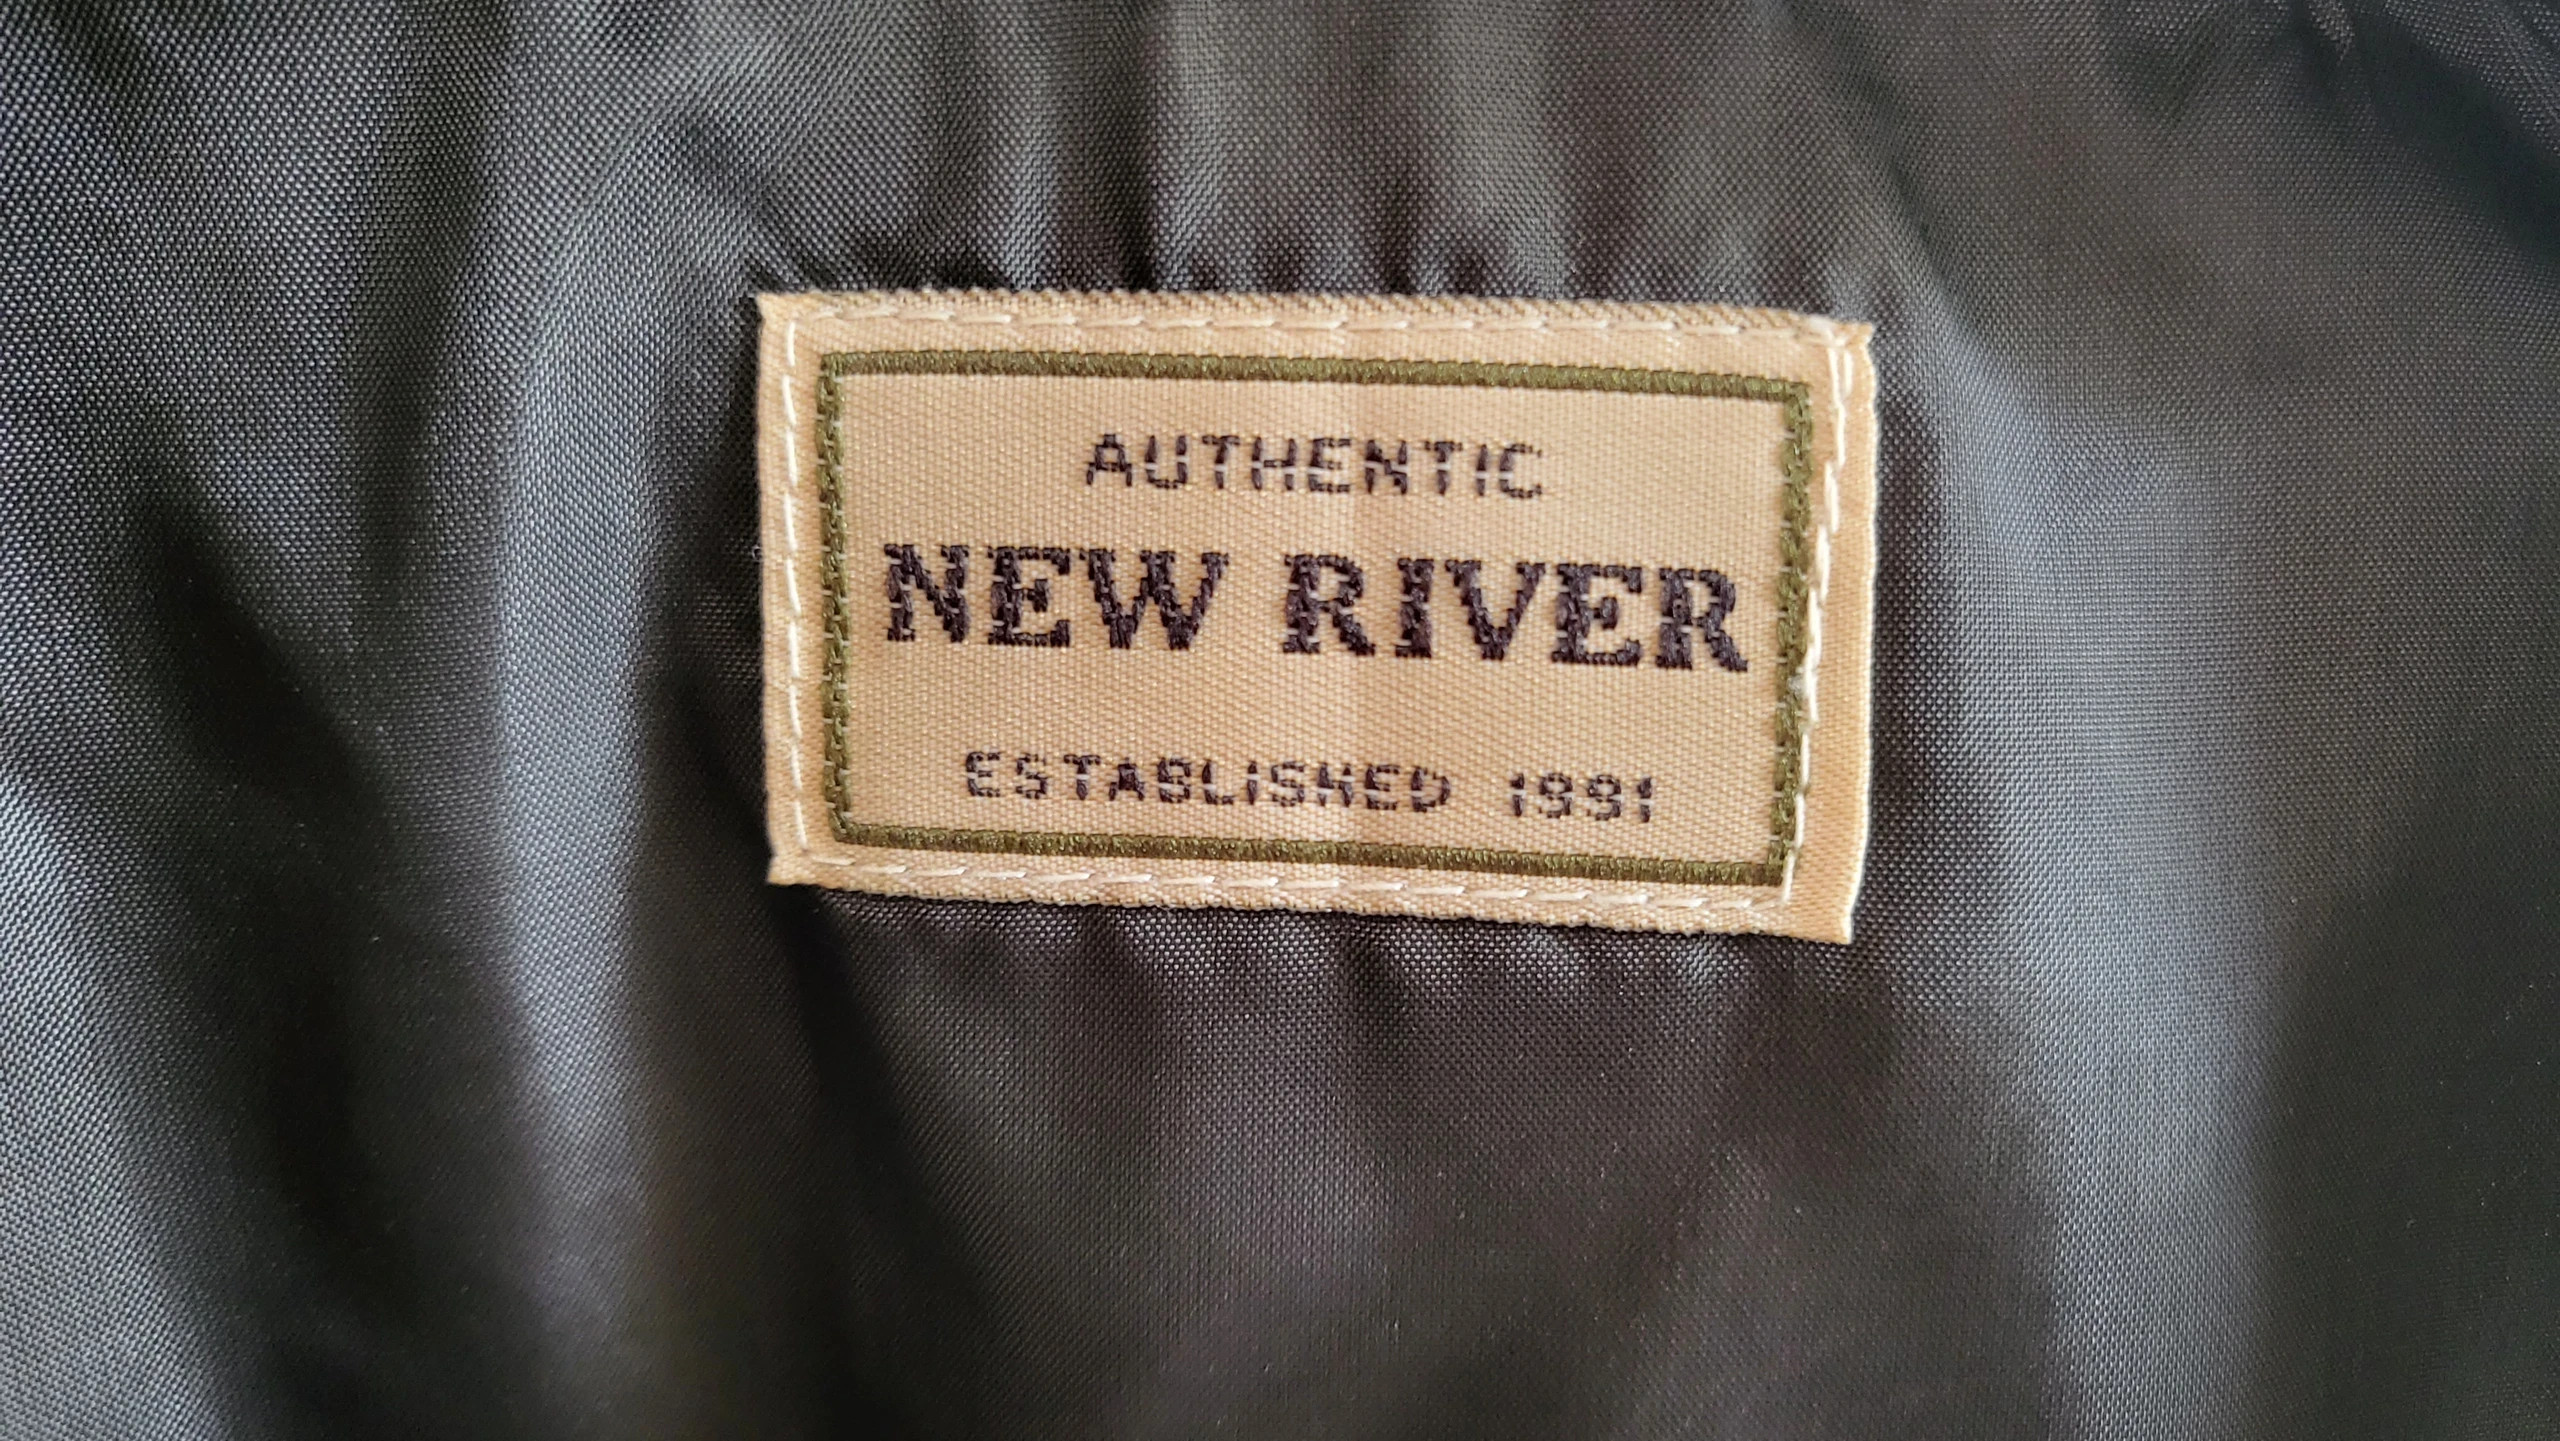 AUTHENTIC
NEW RIVER
ESTABLISHED 1991